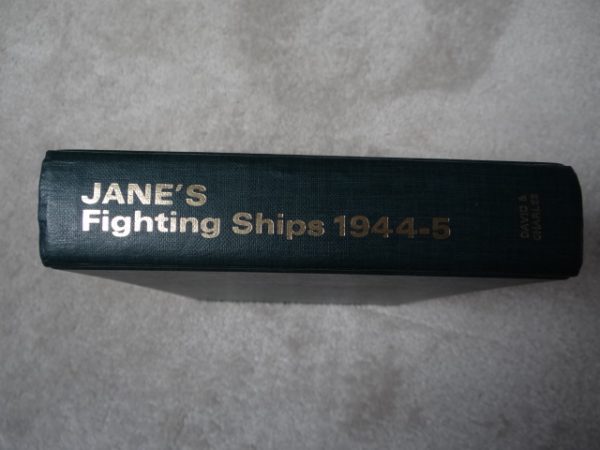 JANE'S
Fighting Ships 1944-5
DAVID &
CHARLES